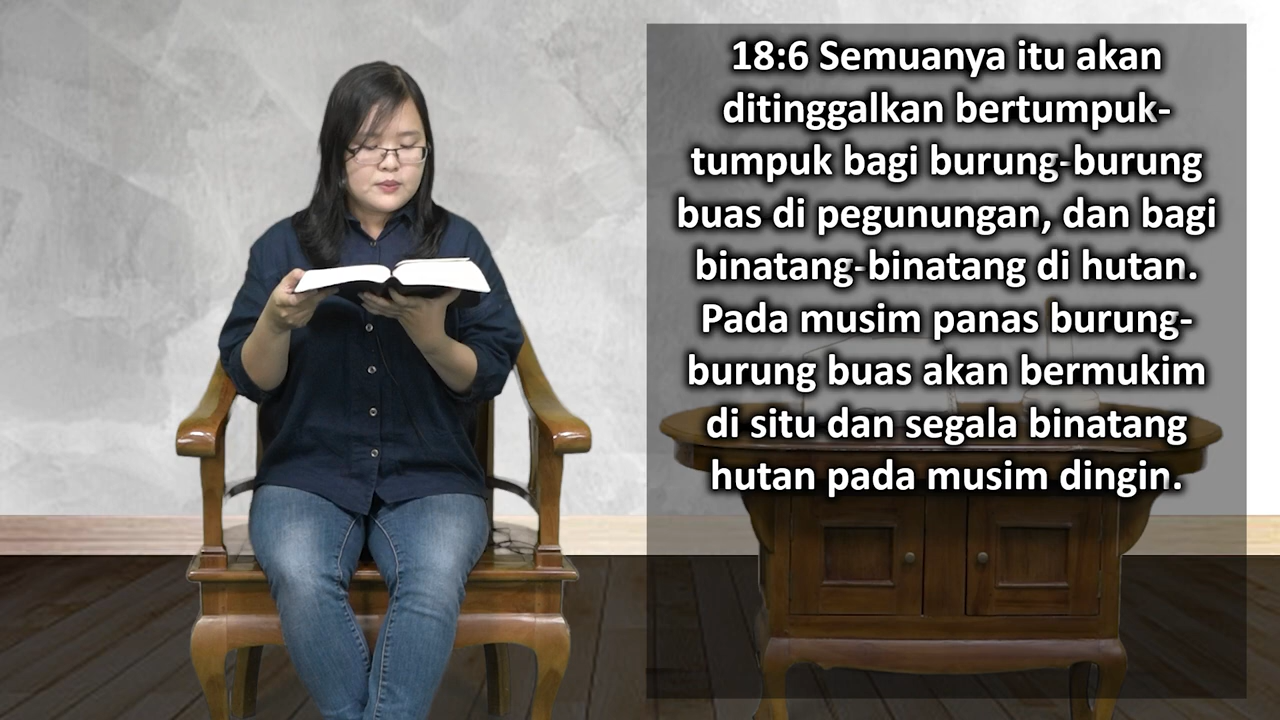 18:6 Semuanya itu akan
ditinggalkan bertumpuk-
tumpuk bagi burung-burung
buas di pegunungan, dan bagi
binatang-binatang di hutan.
Pada musim panas burung-
burung buas akan bermukim
di situ dan segala binatang
hutan pada musim dingin.